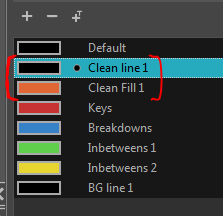 Default
Clean line 1
Clean Fill 1
Keys
Breakdowns
Inbetweens 1
Inbetweens 2
BG line 1